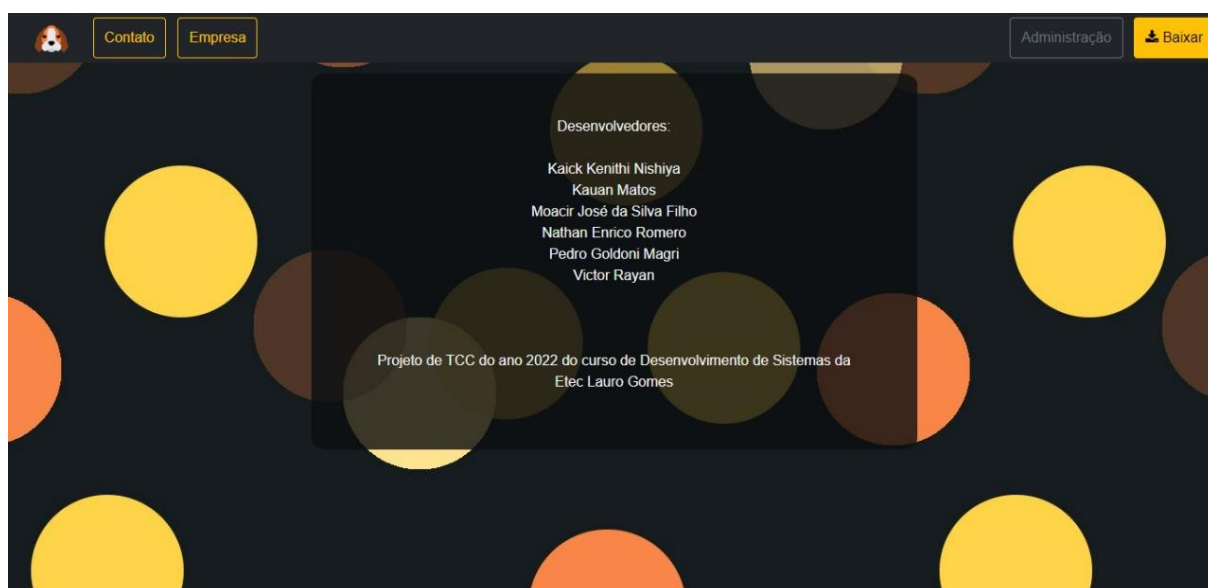 Contato
Empresa
Administração
Baixar
Desenvolvedores:
Kaick Kenithi Nishiya
Kauan Matos
Moacir José da Silva Filho
Nathan Enrico Romero
Pedro Goldoni Magri
Victor Rayan
Projeto de TCC do ano 2022 do curso de Desenvolvimento de Sistemas da
Etec Lauro Gomes